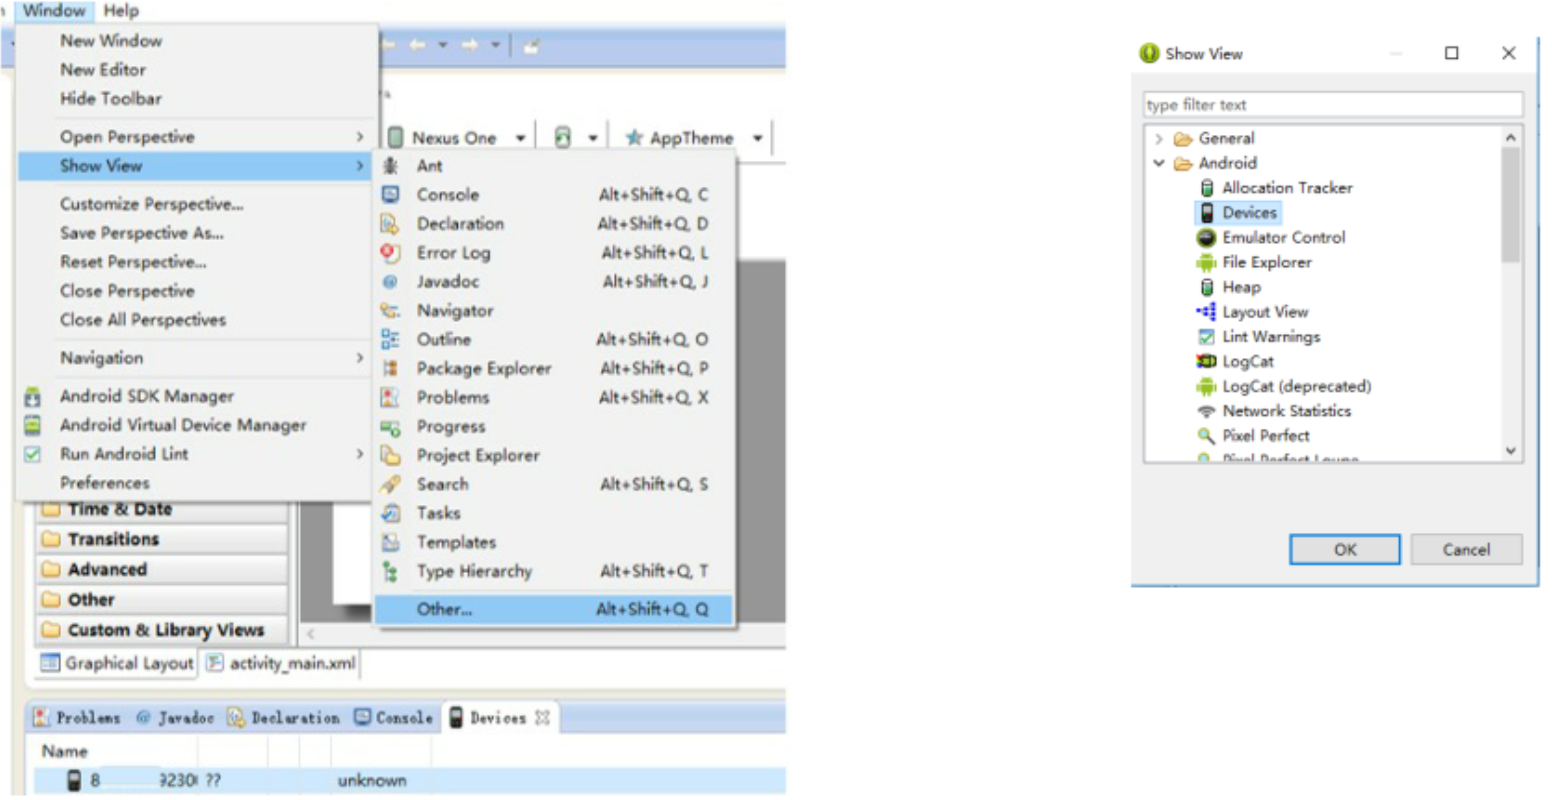 Window Help
New Window
New Editor
Hide Toolbar
Open Perspective
Show View
Customize Perspective...
Save Perspective As...
Reset Perspective...
Close Perspective
Close All Perspectives
Navigation
Android SDK Manager
Android Virtual Device Manager
Run Android Lint
Preferences
Nexus One AppTheme
Ant
Console Alt+Shift+Q, C
Declaration Alt+Shift+Q, D
Error Log Alt+Shift+Q, L
Javadoc Alt+Shift+Q, J
Navigator
Outline Alt+Shift+Q, O
Package Explorer Alt+Shift+Q, P
Problems Alt+Shift+Q, X
Progress
Project Explorer
Search Alt+Shift+Q, S
Tasks
Templates
Type Hierarchy Alt+Shift+Q, T
Other... Alt+Shift+Q, Q
Time & Date
Transitions
Advanced
Other
Custom & Library Views
Graphical Layout activity_main.xml
Problems Javadoc Declaration Console Devices
Name
8 9230 ?? unknown
Show View
type filter text
General
Android
Allocation Tracker
Devices
Emulator Control
File Explorer
Heap
Layout View
Lint Warnings
LogCat
LogCat (deprecated)
Network Statistics
Pixel Perfect
Pixel Perfect Loupe
OK Cancel